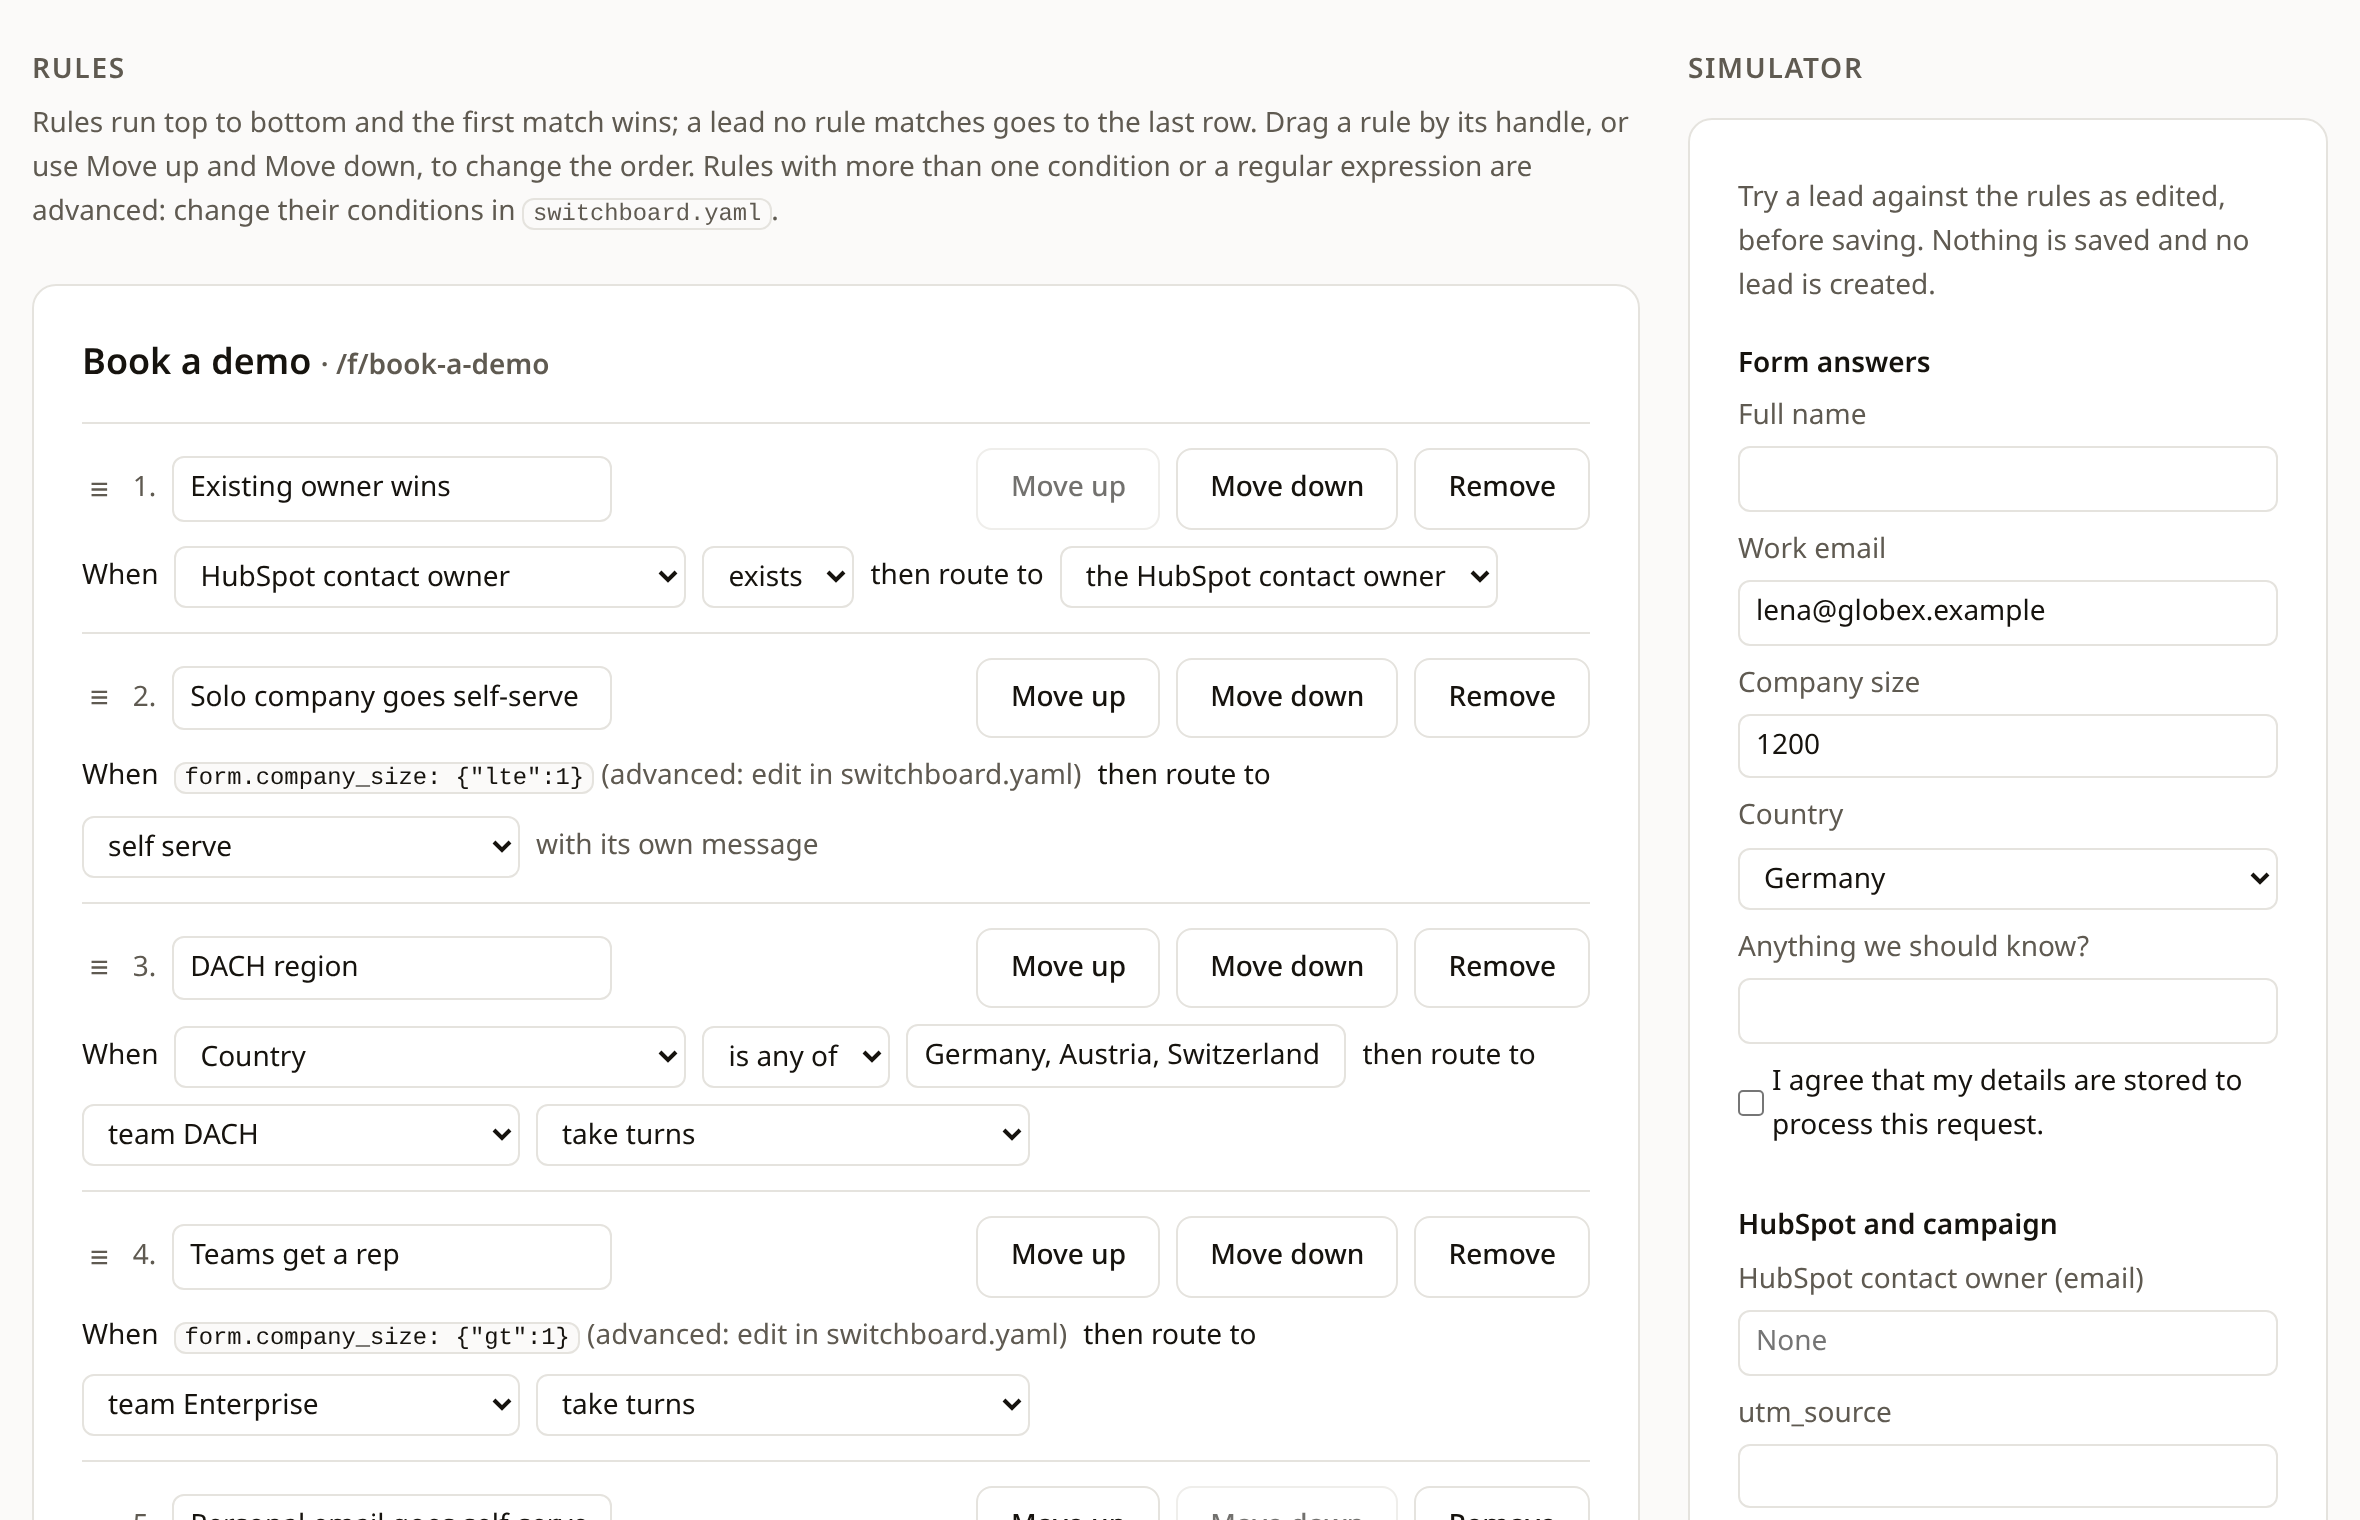 RULES
Rules run top to bottom and the first match wins; a lead no rule matches goes to the last row. Drag a rule by its handle, or
use Move up and Move down, to change the order. Rules with more than one condition or a regular expression are
advanced: change their conditions in switchboard.yaml.
Book a demo · /f/book-a-demo
1. Existing owner wins Move up Move down Remove
When HubSpot contact owner exists then route to the HubSpot contact owner
2. Solo company goes self-serve Move up Move down Remove
When form.company_size: {"lte":1} (advanced: edit in switchboard.yaml) then route to
self serve with its own message
3. DACH region Move up Move down Remove
When Country is any of Germany, Austria, Switzerland then route to
team DACH take turns
4. Teams get a rep Move up Move down Remove
When form.company_size: {"gt":1} (advanced: edit in switchboard.yaml) then route to
team Enterprise take turns
5. Personal email goes self-serve Move up Move down Remove
SIMULATOR
Try a lead against the rules as edited,
before saving. Nothing is saved and no
lead is created.
Form answers
Full name
Work email
lena@globex.example
Company size
1200
Country
Germany
Anything we should know?
I agree that my details are stored to
process this request.
HubSpot and campaign
HubSpot contact owner (email)
None
utm_source